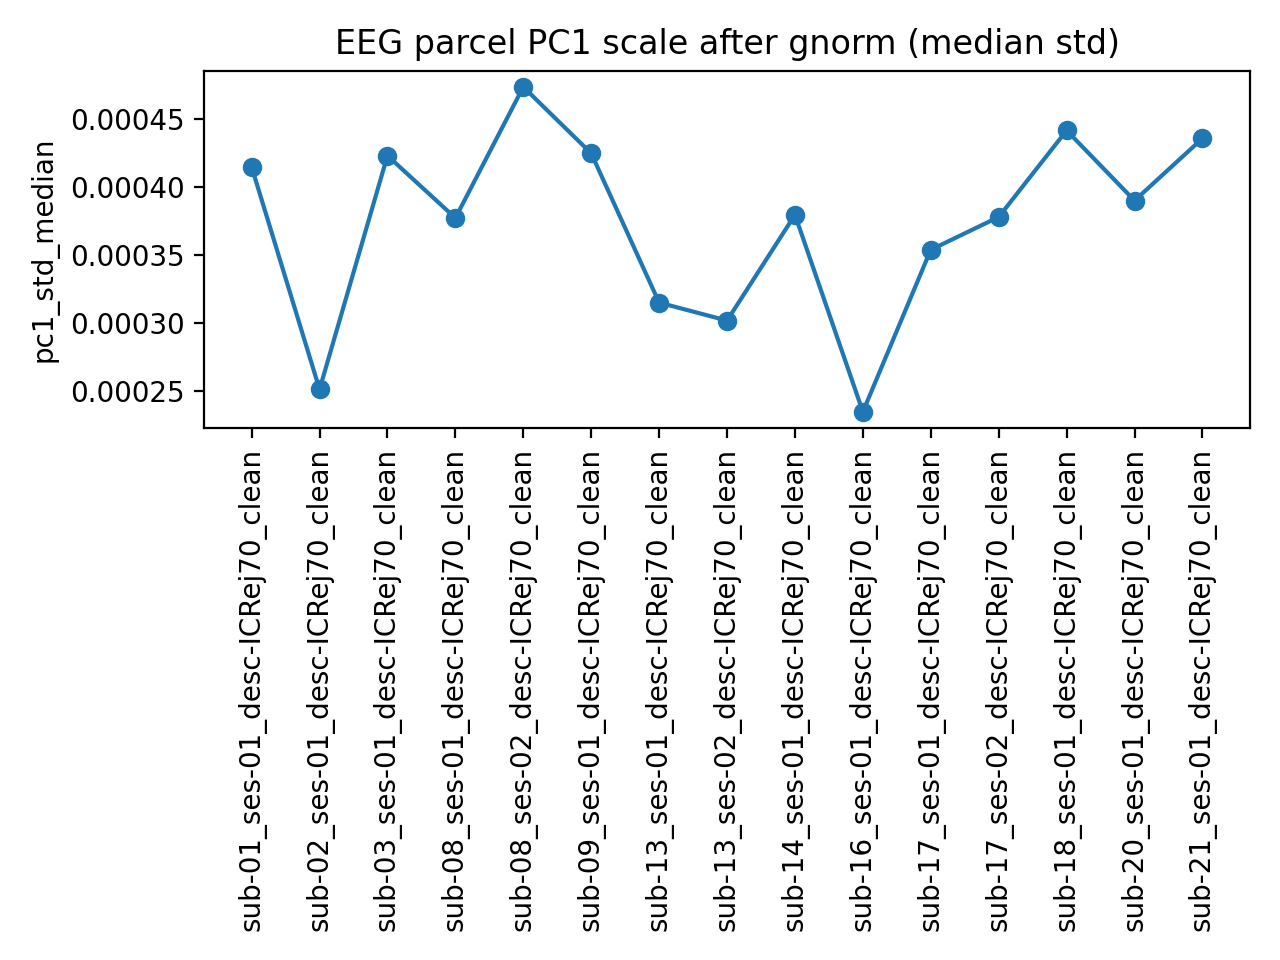 EEG parcel PC1 scale after gnorm (median std)
pc1_std_median
0.00045
0.00040
0.00035
0.00030
0.00025
sub-01_ses-01_desc-ICRej70_clean
sub-02_ses-01_desc-ICRej70_clean
sub-03_ses-01_desc-ICRej70_clean
sub-08_ses-01_desc-ICRej70_clean
sub-08_ses-02_desc-ICRej70_clean
sub-09_ses-01_desc-ICRej70_clean
sub-13_ses-01_desc-ICRej70_clean
sub-13_ses-02_desc-ICRej70_clean
sub-14_ses-01_desc-ICRej70_clean
sub-16_ses-01_desc-ICRej70_clean
sub-17_ses-01_desc-ICRej70_clean
sub-17_ses-02_desc-ICRej70_clean
sub-18_ses-01_desc-ICRej70_clean
sub-20_ses-01_desc-ICRej70_clean
sub-21_ses-01_desc-ICRej70_clean